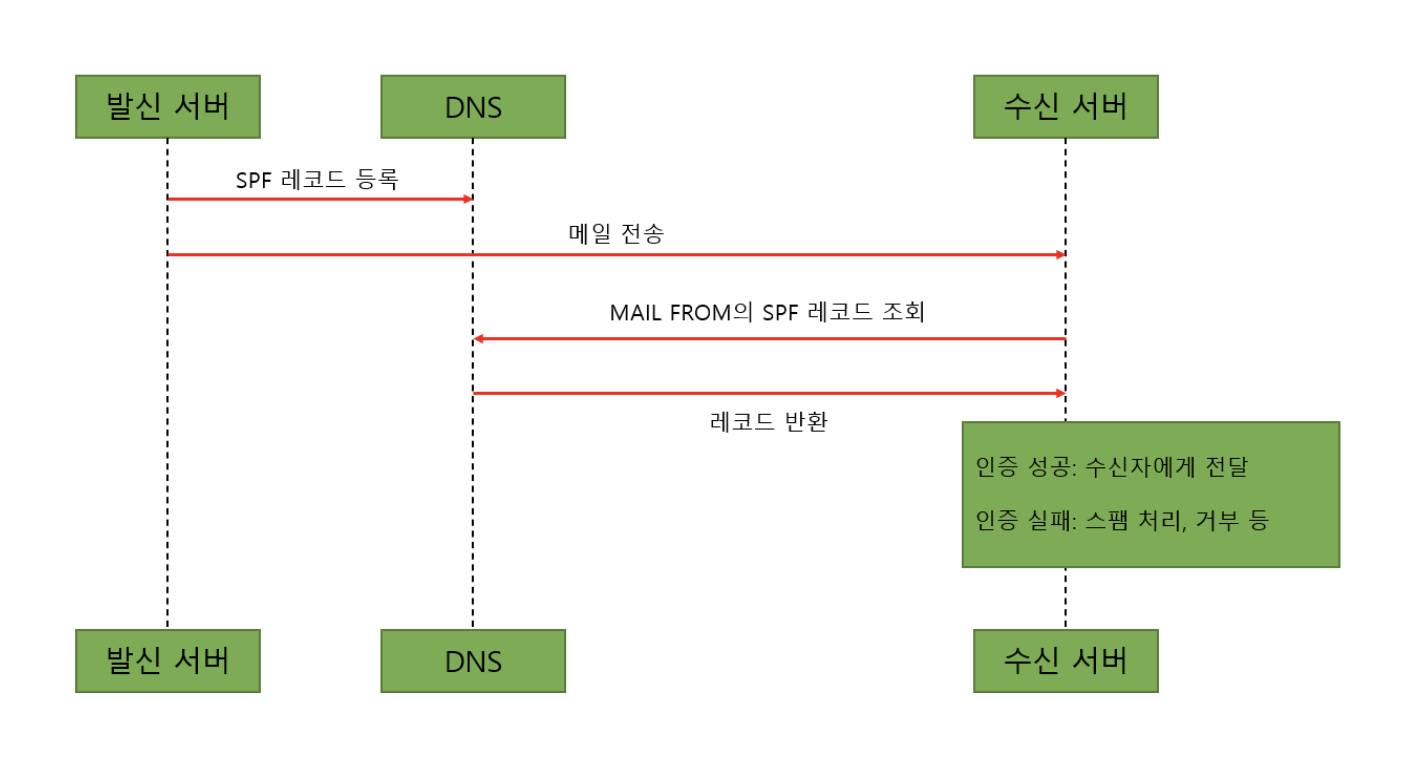 발신 서버
DNS
수신 서버
SPF 레코드 등록
메일 전송
MAIL FROM의 SPF 레코드 조회
레코드 반환
인증 성공: 수신자에게 전달
인증 실패: 스팸 처리, 거부 등
발신 서버
DNS
수신 서버